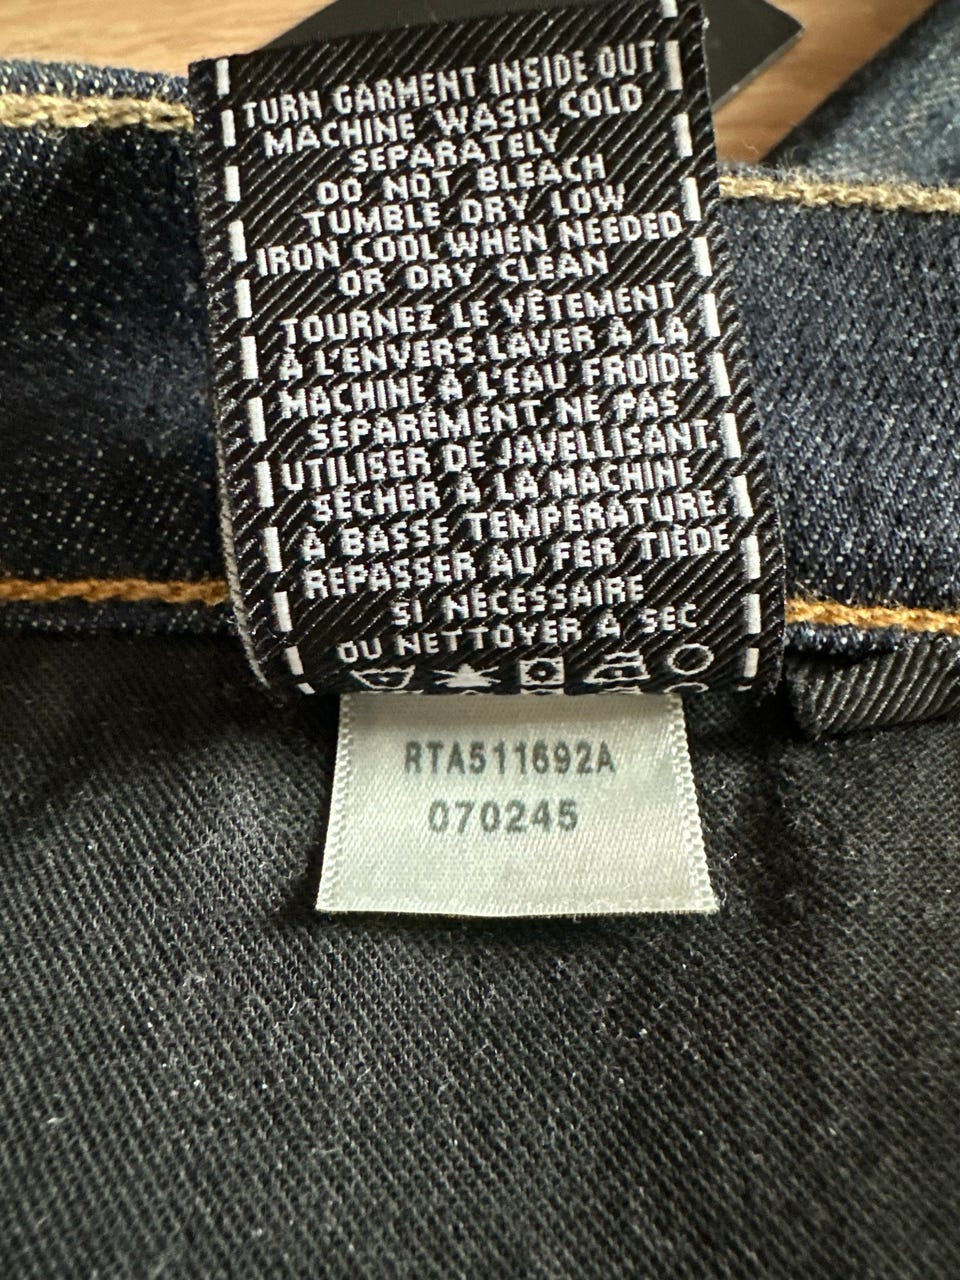 TURN GARMENT INSIDE OUT
MACHINE WASH COLD
SEPARATELY
DO NOT BLEACH
TUMBLE DRY LOW
IRON COOL WHEN NEEDED
OR DRY CLEAN
TOURNEZ LE VÊTEMENT
À L'ENVERS.LAVER À LA
MACHINE À L'EAU FROIDE
SÉPARÉMENT. NE PAS
UTILISER DE JAVELLISANT.
SÉCHER À LA MACHINE
À BASSE TEMPÉRATURE.
REPASSER AU FER TIÈDE
SI NÉCESSAIRE
OU NETTOYER À SEC
RTA511692A
070245